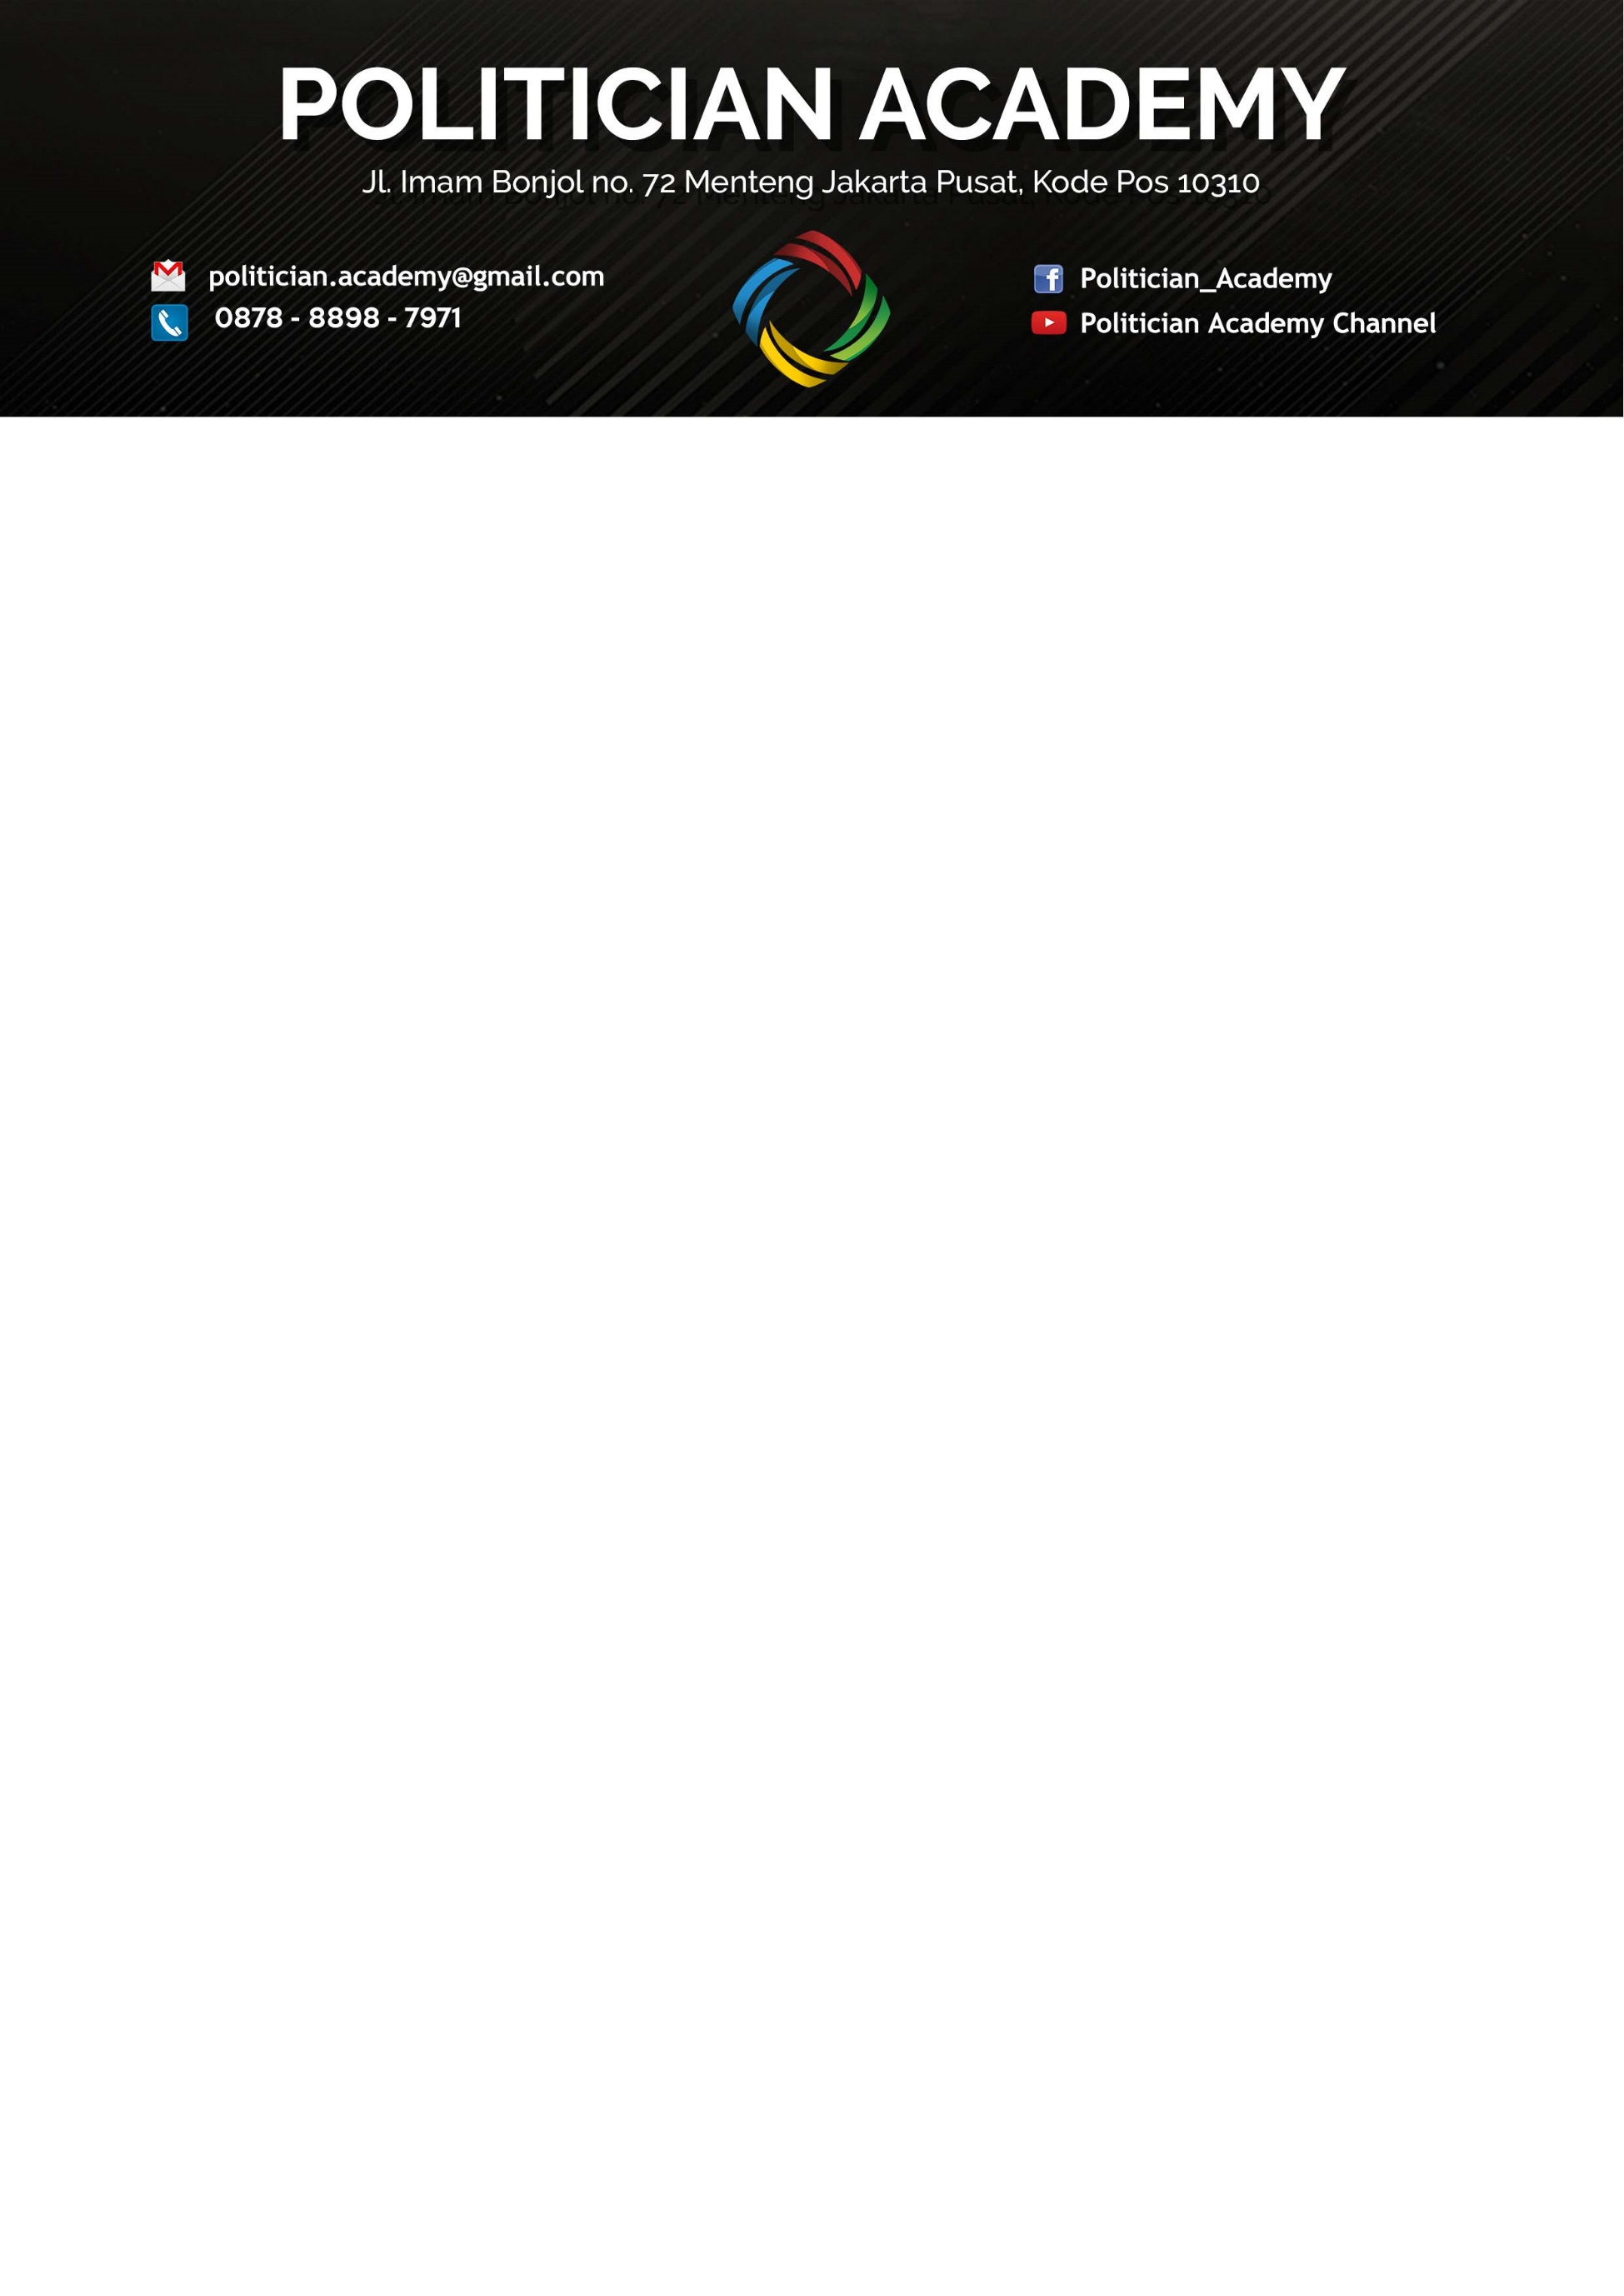 POLITICIAN ACADEMY
Jl. Imam Bonjol no. 72 Menteng Jakarta Pusat, Kode Pos 10310
politician.academy@gmail.com
0878 - 8898 - 7971
Politician_Academy
Politician Academy Channel